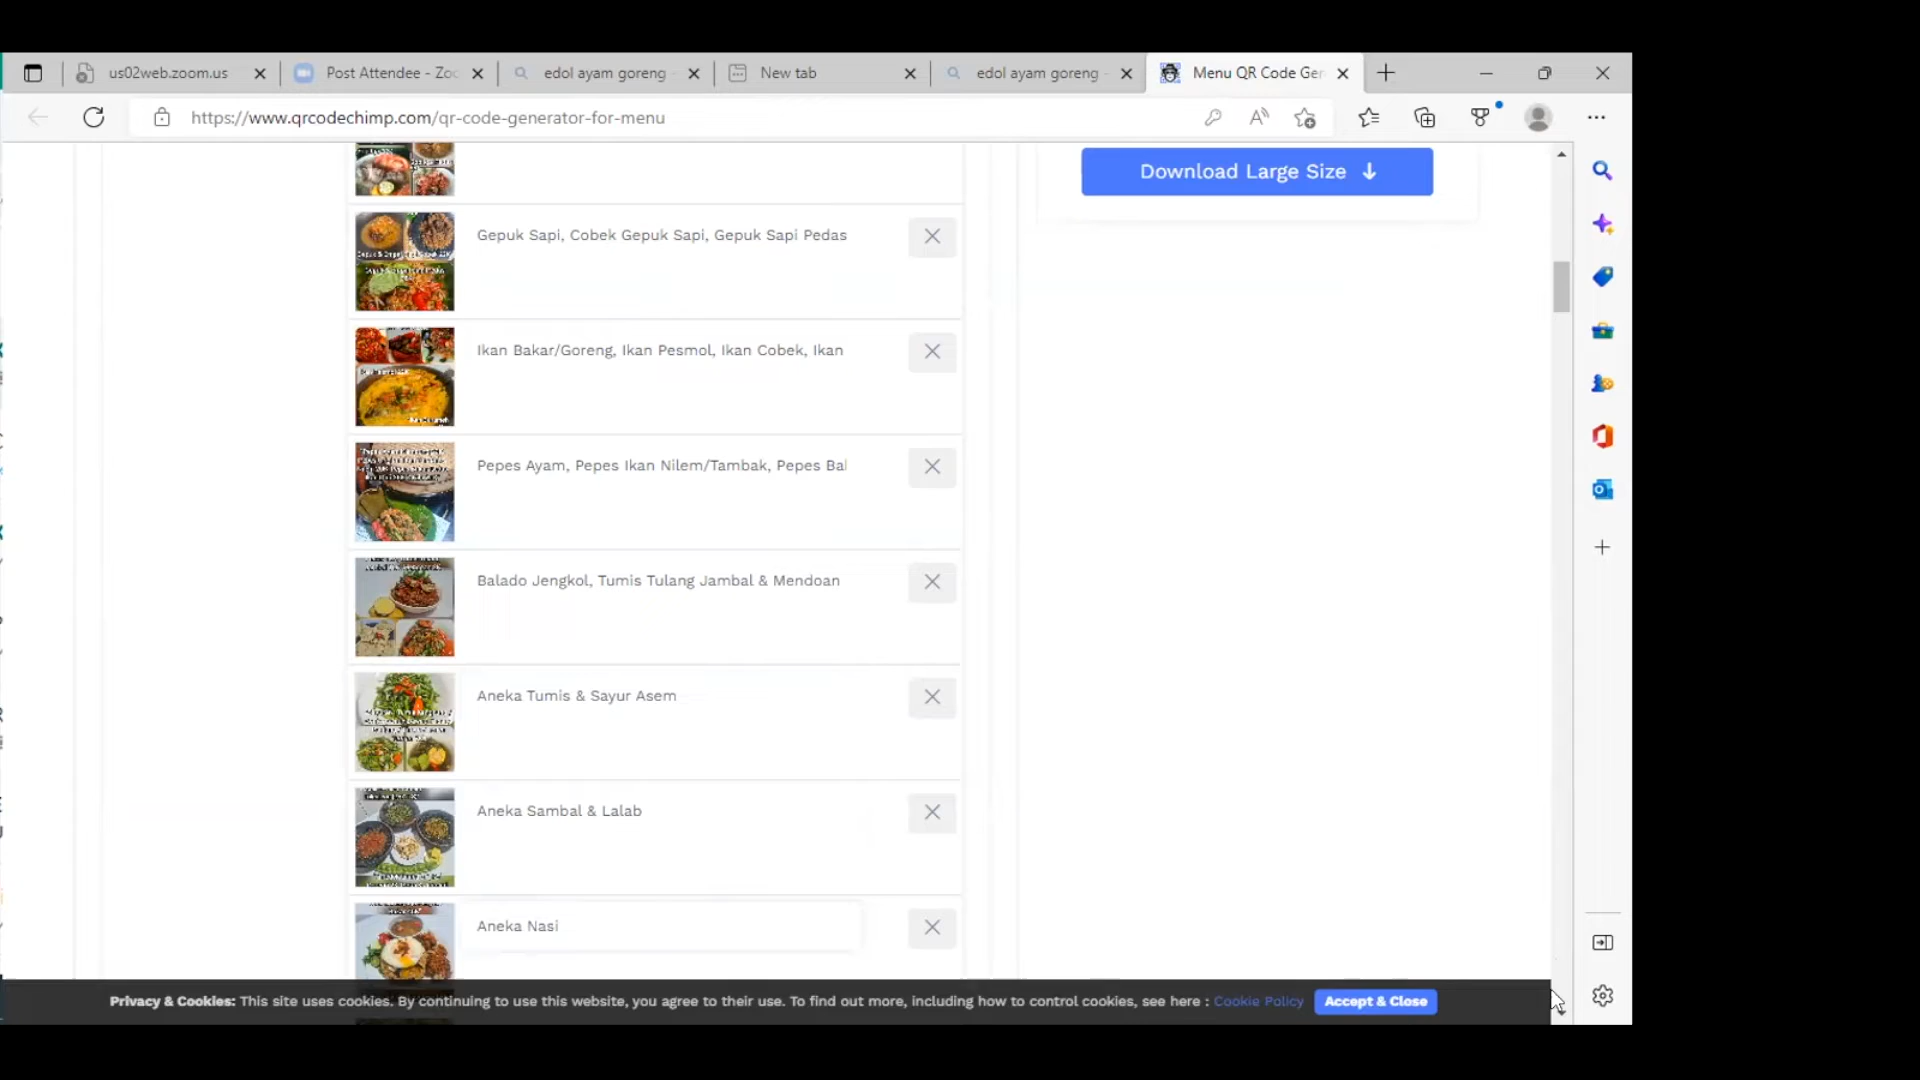 us02web.zoom.us
Post Attendee - Zoo
edol ayam goreng
New tab
edol ayam goreng -
Menu QR Code Ger
https://www.qrcodechimp.com/qr-code-generator-for-menu
Download Large Size
Gepuk Sapi, Cobek Gepuk Sapi, Gepuk Sapi Pedas
Ikan Bakar/Goreng, Ikan Pesmol, Ikan Cobek, Ikan
Pepes Ayam, Pepes Ikan Nilem/Tambak, Pepes Bal
Balado Jengkol, Tumis Tulang Jambal & Mendoan
Aneka Tumis & Sayur Asem
Aneka Sambal & Lalab
Aneka Nasi
Privacy & Cookies: This site uses cookies. By continuing to use this website, you agree to their use. To find out more, including how to control cookies, see here : Cookie Policy
Accept & Close